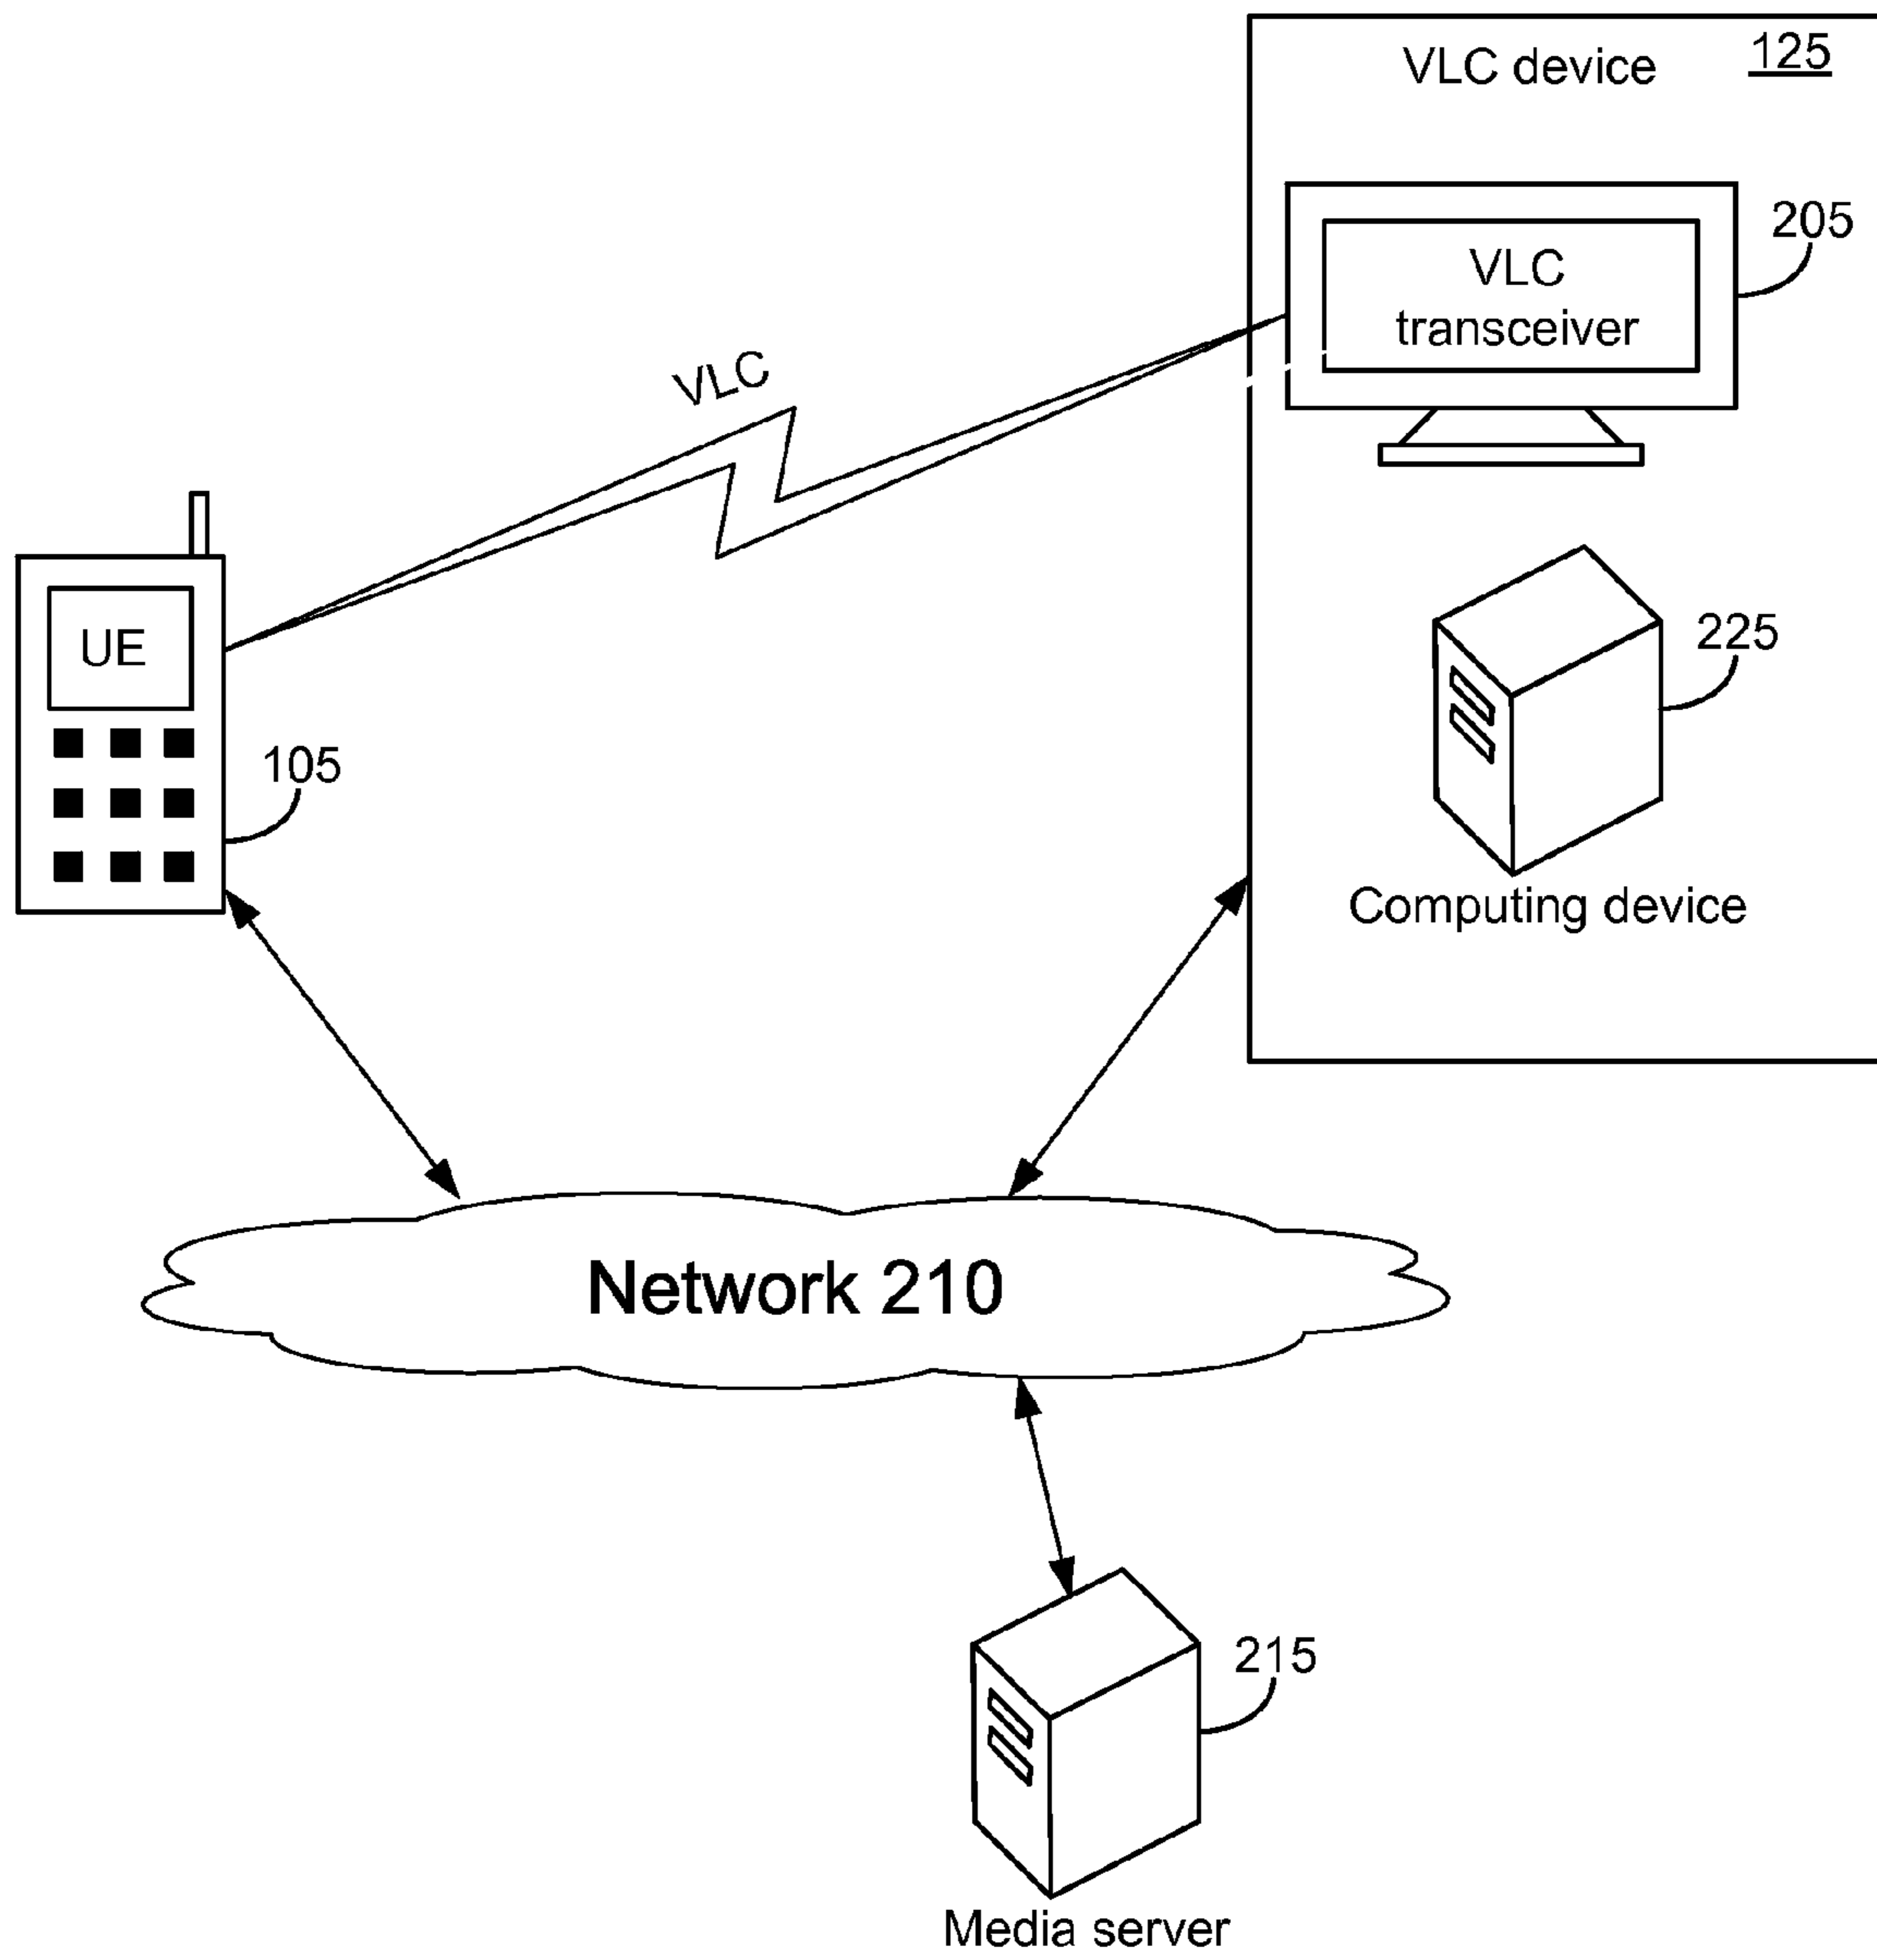 VLC device 125
205
VLC
transceiver
VLC
225
UE
105
Computing device
Network 210
215
Media server